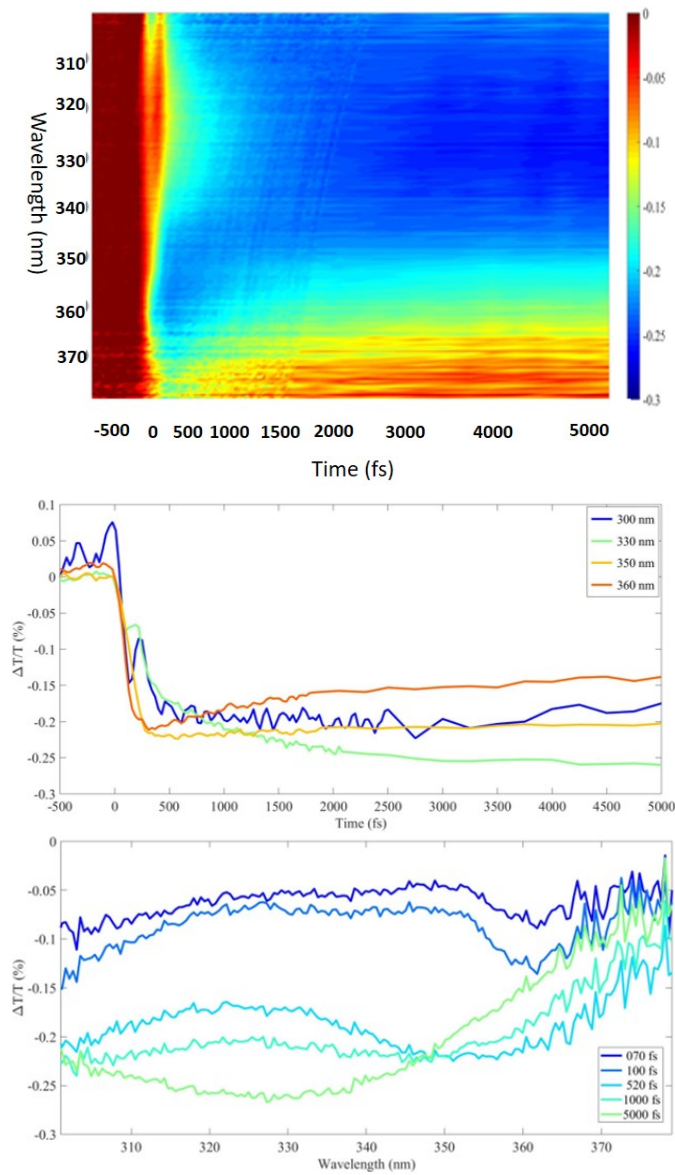 0
310
-0.05
320
-0.1
Wavelength (nm)
330
-0.15
340
-0.2
350
360
-0.25
370
-0.3
-500 0 500 1000 1500 2000 3000 4000 5000
Time (fs)
0.1
300 nm
0.05
330 nm
350 nm
0
360 nm
-0.05
ΔT/T (%)
-0.1
-0.15
-0.2
-0.25
-0.3
-500 0 500 1000 1500 2000 2500 3000 3500 4000 4500 5000
Time (fs)
0
-0.05
-0.1
ΔT/T (%)
-0.15
-0.2
070 fs
100 fs
520 fs
-0.25
1000 fs
5000 fs
-0.3
310 320 330 340 350 360 370
Wavelength (nm)